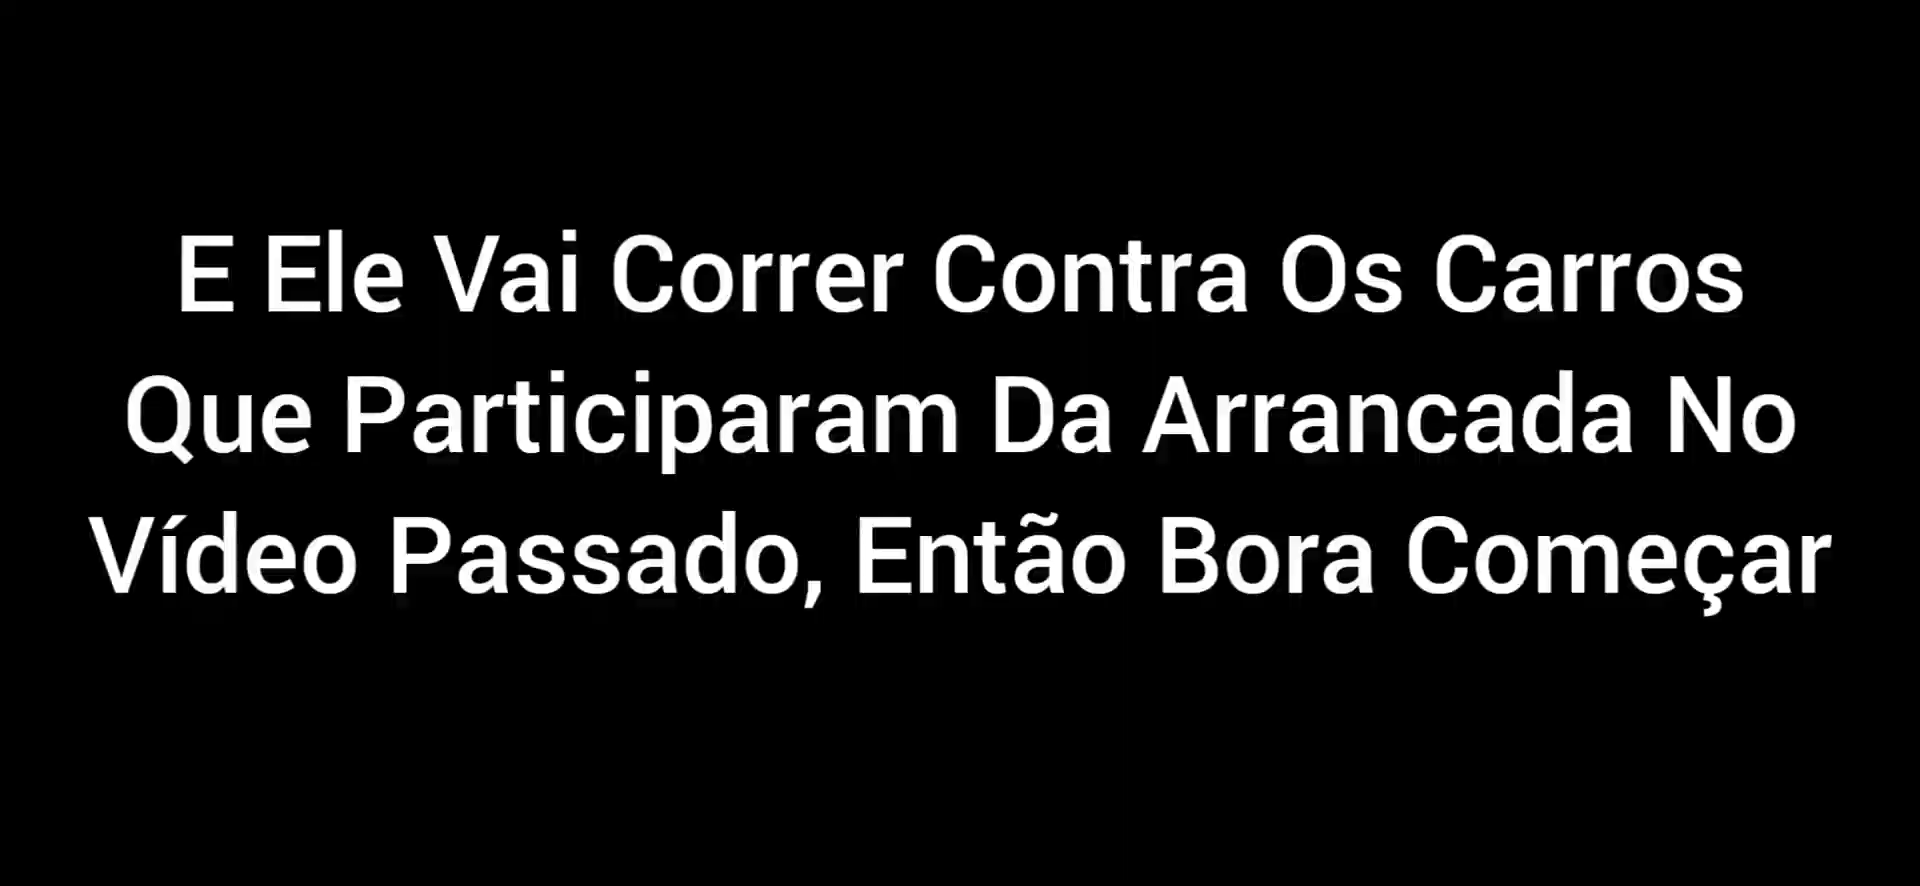 E Ele Vai Correr Contra Os Carros
Que Participaram Da Arrancada No
Vídeo Passado, Então Bora Começar